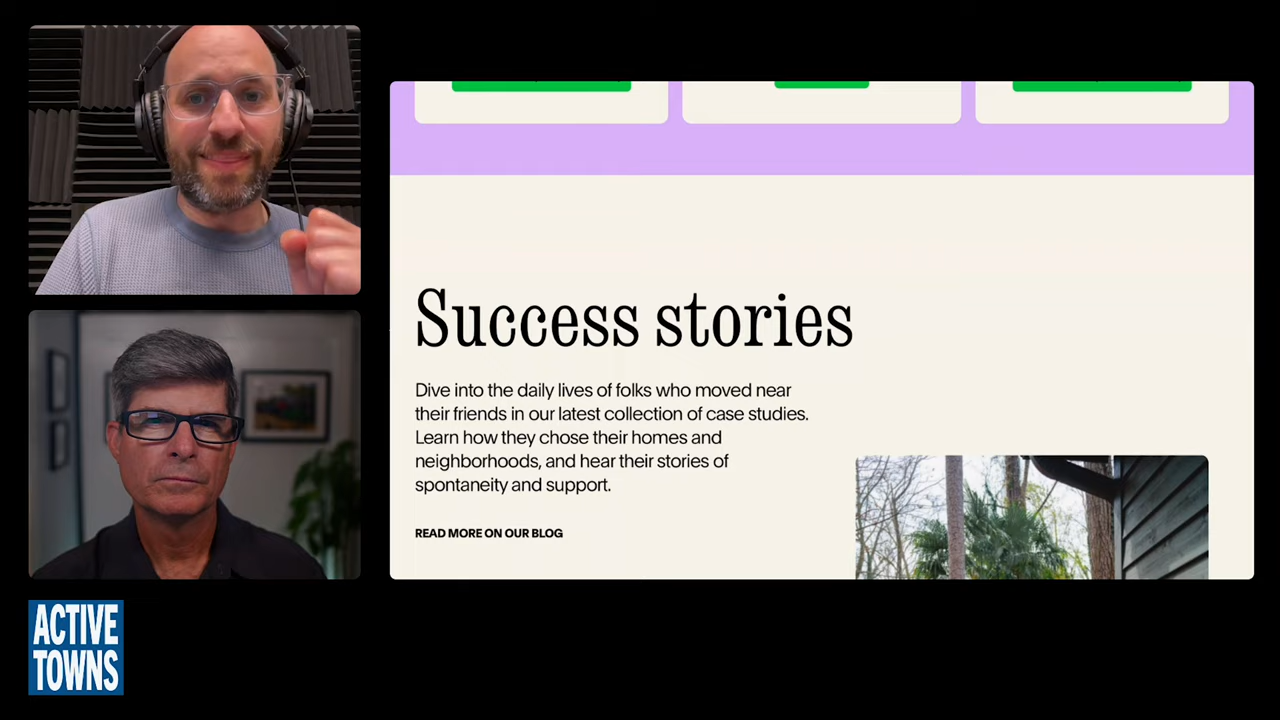 Success stories
Dive into the daily lives of folks who moved near
their friends in our latest collection of case studies.
Learn how they chose their homes and
neighborhoods, and hear their stories of
spontaneity and support.
READ MORE ON OUR BLOG
ACTIVE
TOWNS